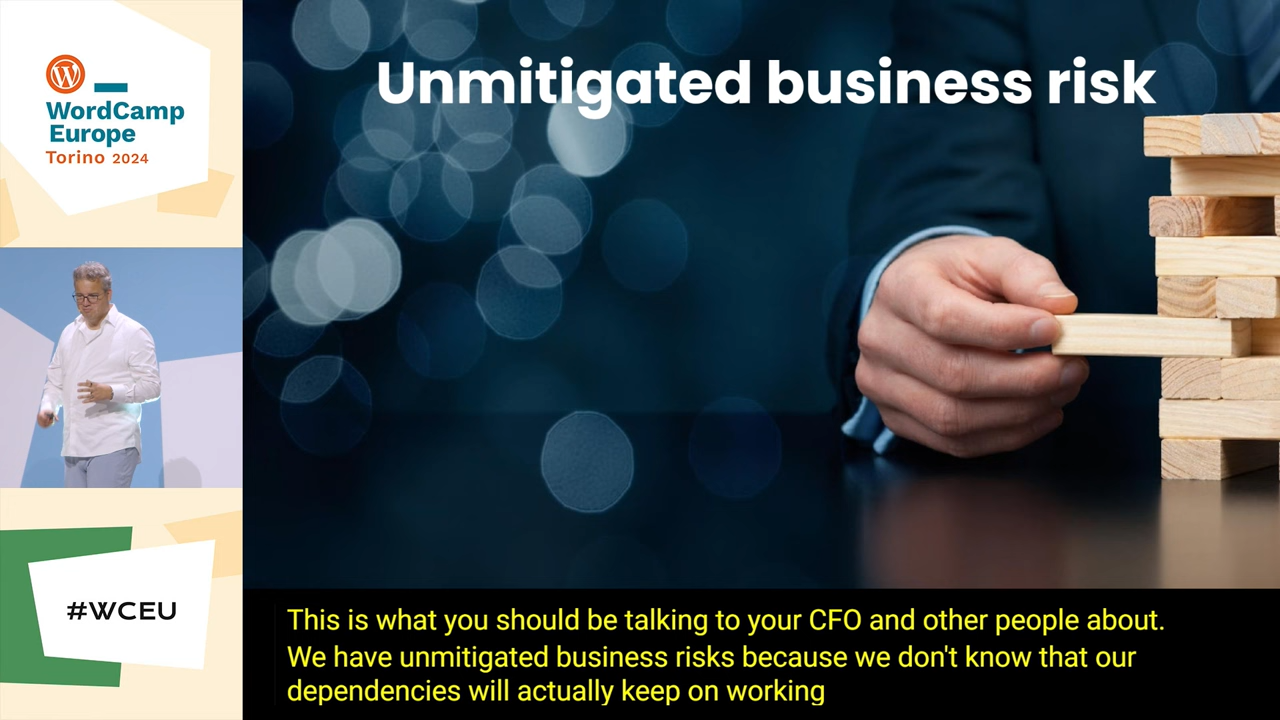 WordCamp
Europe
Torino 2024
#WCEU
Unmitigated business risk
This is what you should be talking to your CFO and other people about.
We have unmitigated business risks because we don't know that our
dependencies will actually keep on working